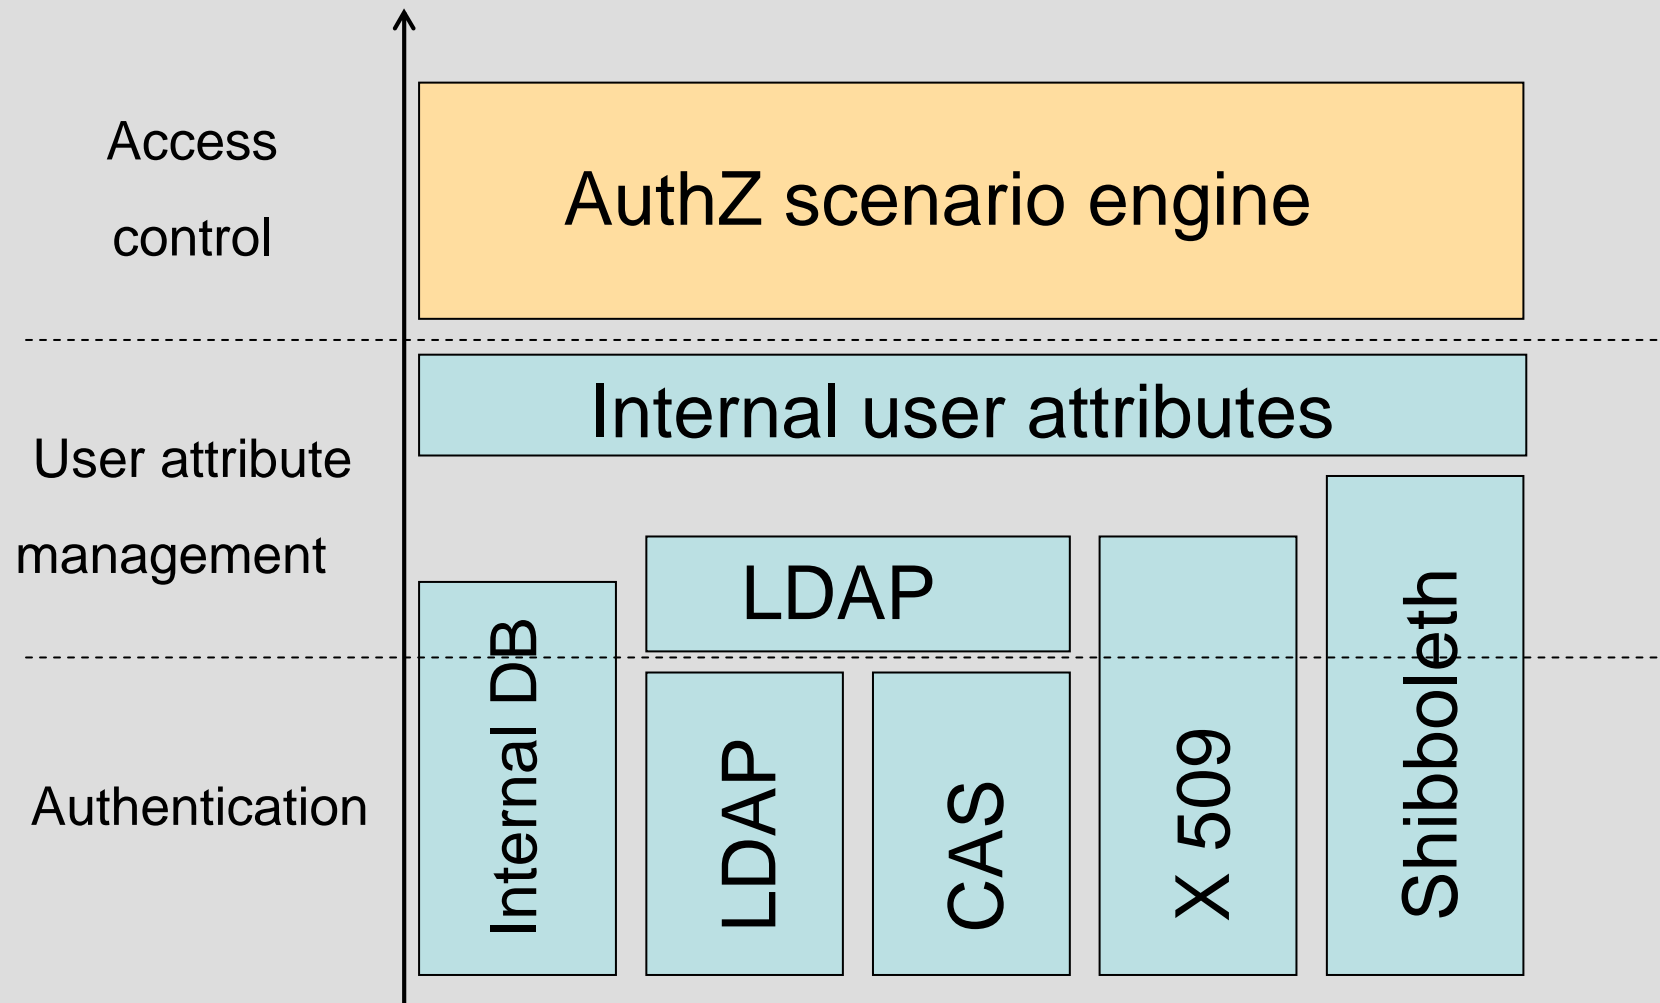 Access
control
AuthZ scenario engine
User attribute
management
Internal user attributes
LDAP
Authentication
Internal DB
LDAP
CAS
X 509
Shibboleth